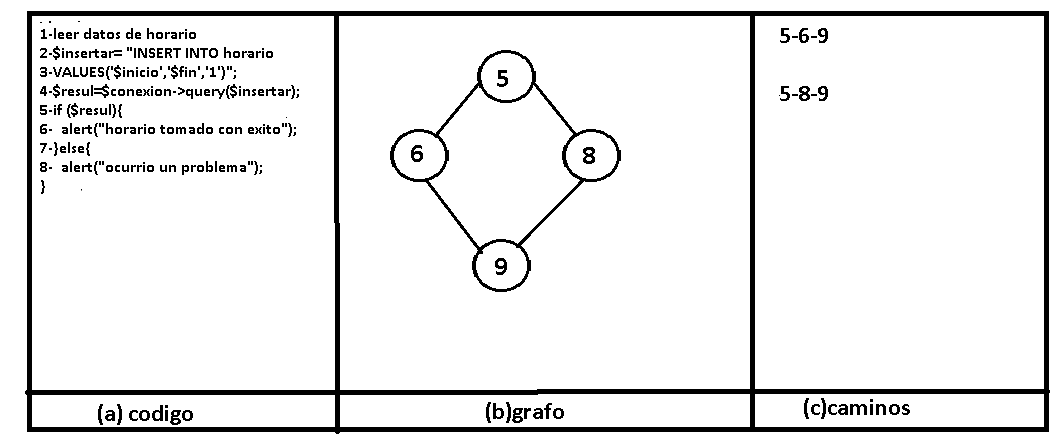 1-leer datos de horario
2-$insertar= "INSERT INTO horario
3-VALUES('$inicio','$fin','1')";
4-$resul=$conexion->query($insertar);
5-if ($resul){
6-  alert("horario tomado con exito");
7-}else{
8-  alert("ocurrio un problema");
}
(a) codigo
5
6
8
9
(b)grafo
5-6-9
5-8-9
(c)caminos